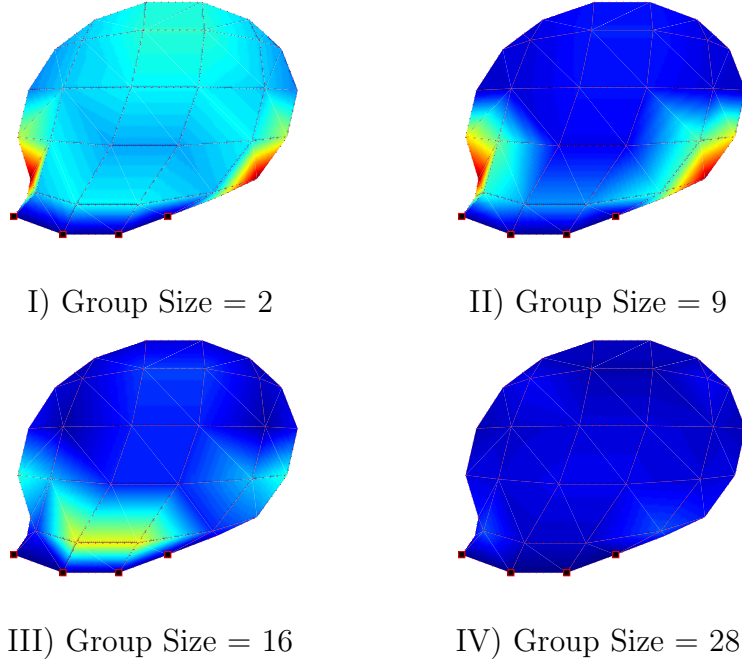 I) Group Size = 2
II) Group Size = 9
III) Group Size = 16
IV) Group Size = 28